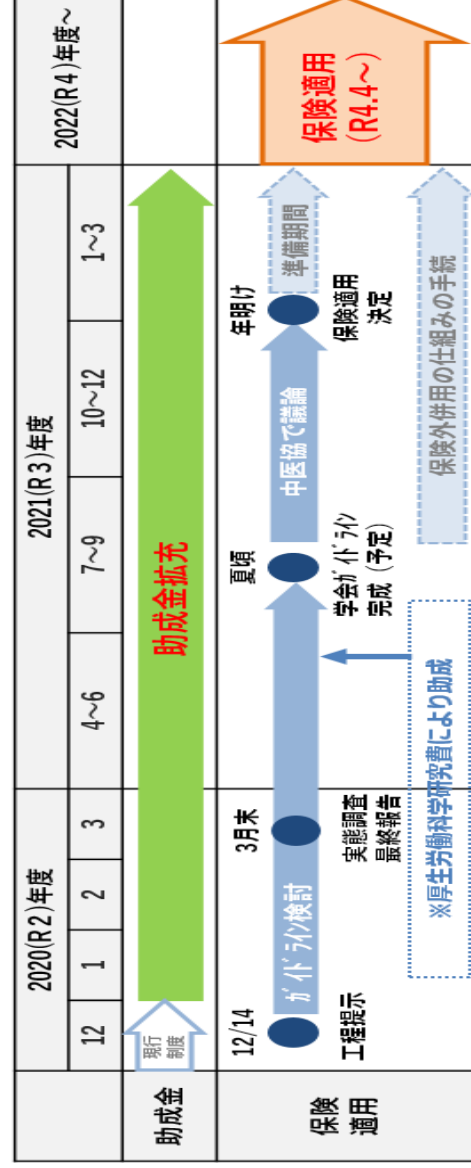 2020(R2)年度
2021(R3)年度
2022(R4)年度~
12
1
2
3
4~6
7~9
10~12
1~3
助成金
現行
制度
助成金拡充
保険
適用
12/14
3月末
夏頃
年明け
ガイドライン検討
中医協で議論
準備期間
保険適用
(R4.4~)
工程提示
実態調査
最終報告
学会ガイドライン
完成（予定）
保険適用
決定
※厚生労働科学研究費により助成
保険外併用の仕組みの手続